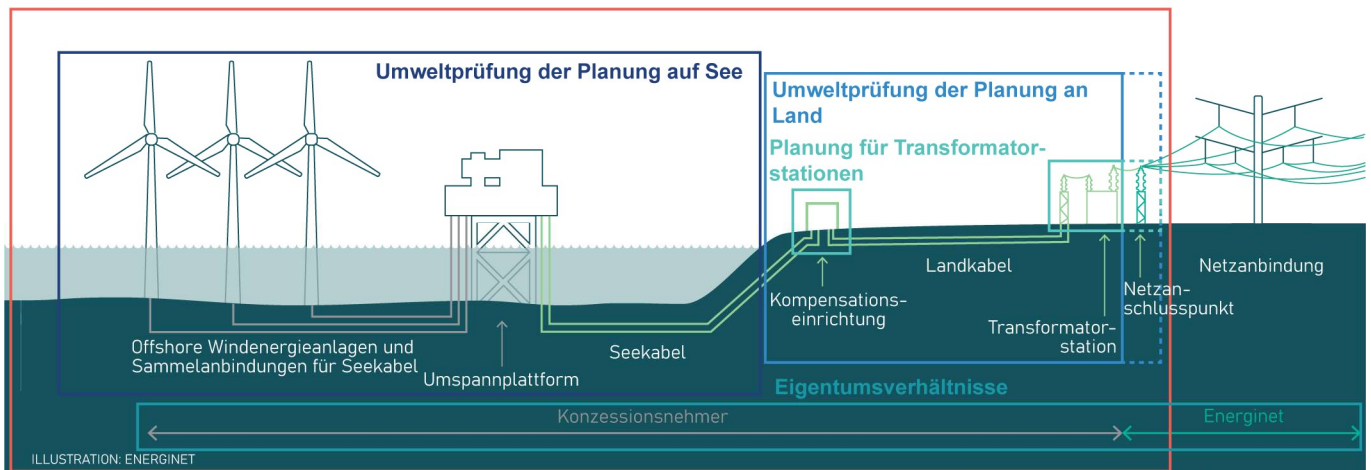 Umweltprüfung der Planung auf See
Umweltprüfung der Planung an
Land
Planung für Transformator-
stationen
Offshore Windenergieanlagen und
Sammelanbindungen für Seekabel
Umspannplattform
Seekabel
Kompensations-
einrichtung
Landkabel
Transformator-
station
Netzan-
schlusspunkt
Netzanbindung
Eigentumsverhältnisse
Konzessionsnehmer
Energinet
ILLUSTRATION: ENERGINET